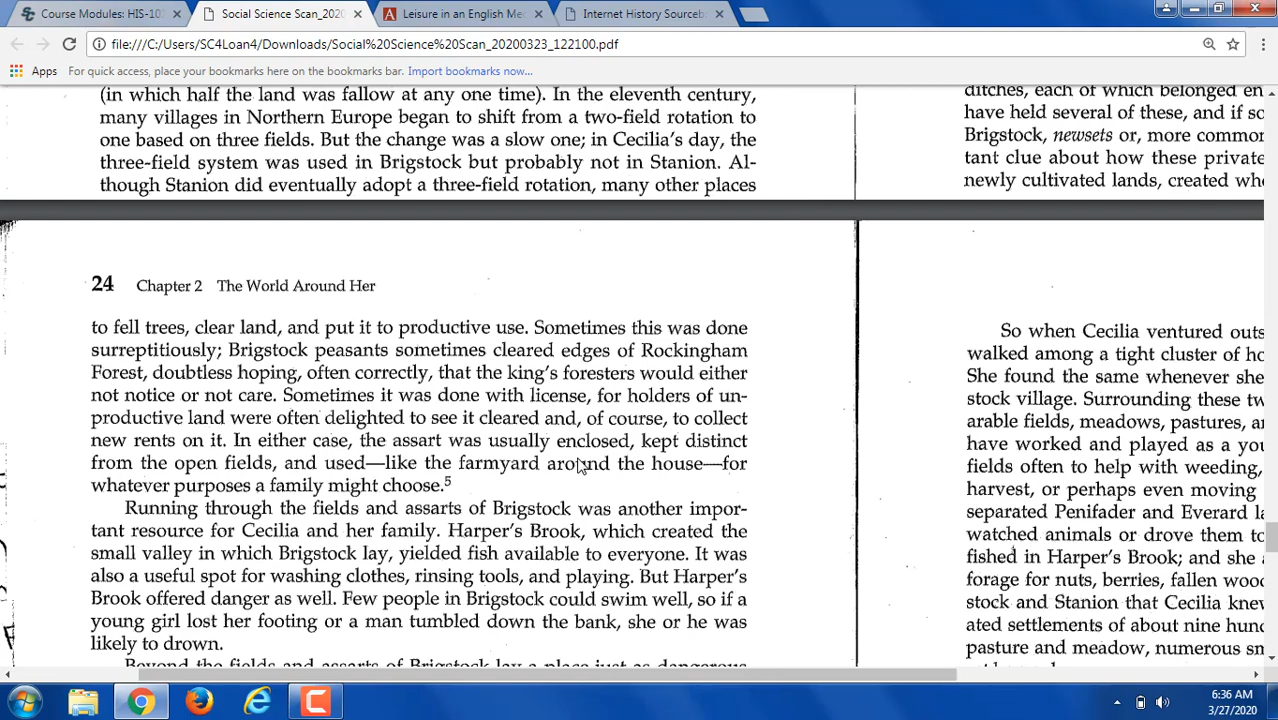 Course Modules: HIS-10
Social Science Scan_2020
Leisure in an English Me
Internet History Sourceb
file:///C:/Users/SC4Loan4/Downloads/Social%20Science%20Scan_20200323_122100.pdf
Apps
For quick access, place your bookmarks here on the bookmarks bar. Import bookmarks now...
(in which half the land was fallow at any one time). In the eleventh century,
many villages in Northern Europe began to shift from a two-field rotation to
one based on three fields. But the change was a slow one; in Cecilia's day, the
three-field system was used in Brigstock but probably not in Stanion. Al-
though Stanion did eventually adopt a three-field rotation, many other places
ditches, each of which belonged en
have held several of these, and if so
Brigstock, newsets or, more common
tant clue about how these private
newly cultivated lands, created whe
24 Chapter 2 The World Around Her
to fell trees, clear land, and put it to productive use. Sometimes this was done
surreptitiously; Brigstock peasants sometimes cleared edges of Rockingham
Forest, doubtless hoping, often correctly, that the king's foresters would either
not notice or not care. Sometimes it was done with license, for holders of un-
productive land were often delighted to see it cleared and, of course, to collect
new rents on it. In either case, the assart was usually enclosed, kept distinct
from the open fields, and used—like the farmyard around the house—for
whatever purposes a family might choose.5
Running through the fields and assarts of Brigstock was another impor-
tant resource for Cecilia and her family. Harper's Brook, which created the
small valley in which Brigstock lay, yielded fish available to everyone. It was
also a useful spot for washing clothes, rinsing tools, and playing. But Harper's
Brook offered danger as well. Few people in Brigstock could swim well, so if a
young girl lost her footing or a man tumbled down the bank, she or he was
likely to drown.
Beyond the fields and assarts of Brigstock lay a place just as dangerous
So when Cecilia ventured outs
walked among a tight cluster of ho
She found the same whenever she
stock village. Surrounding these tw
arable fields, meadows, pastures, ar
have worked and played as a you
fields often to help with weeding,
harvest, or perhaps even moving
separated Penifader and Everard la
watched animals or drove them to
fished in Harper's Brook; and she a
forage for nuts, berries, fallen wood
stock and Stanion that Cecilia knew
ated settlements of about nine hund
pasture and meadow, numerous sm
6:36 AM
3/27/2020